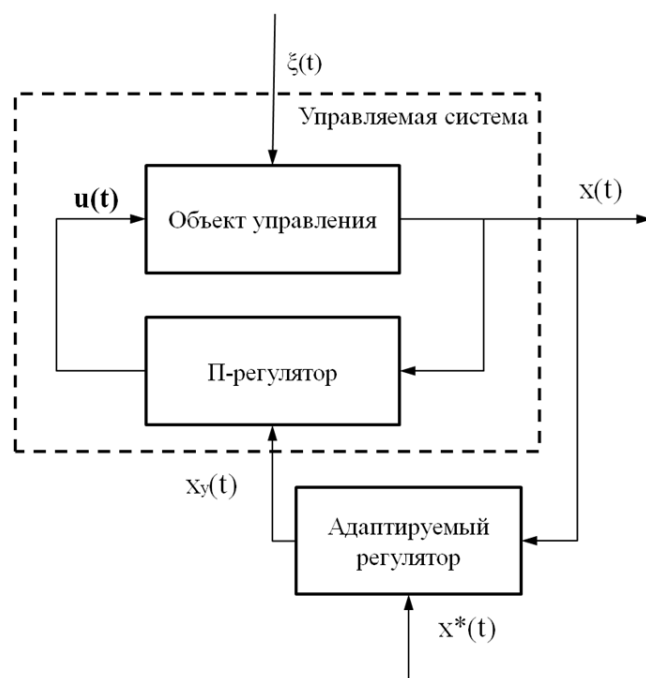 ξ(t)
Управляемая система
u(t)
Объект управления
x(t)
П-регулятор
xу(t)
Адаптируемый
регулятор
x*(t)